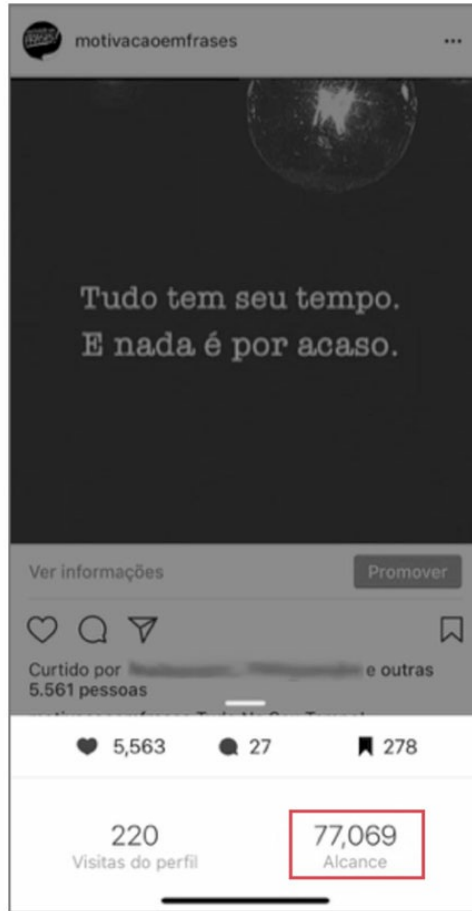 FRASES!
motivacaoemfrases
Tudo tem seu tempo.
E nada é por acaso.
Ver informações
Promover
Curtido por e outras
5.561 pessoas
5,563 27 278
220 77,069
Visitas do perfil Alcance